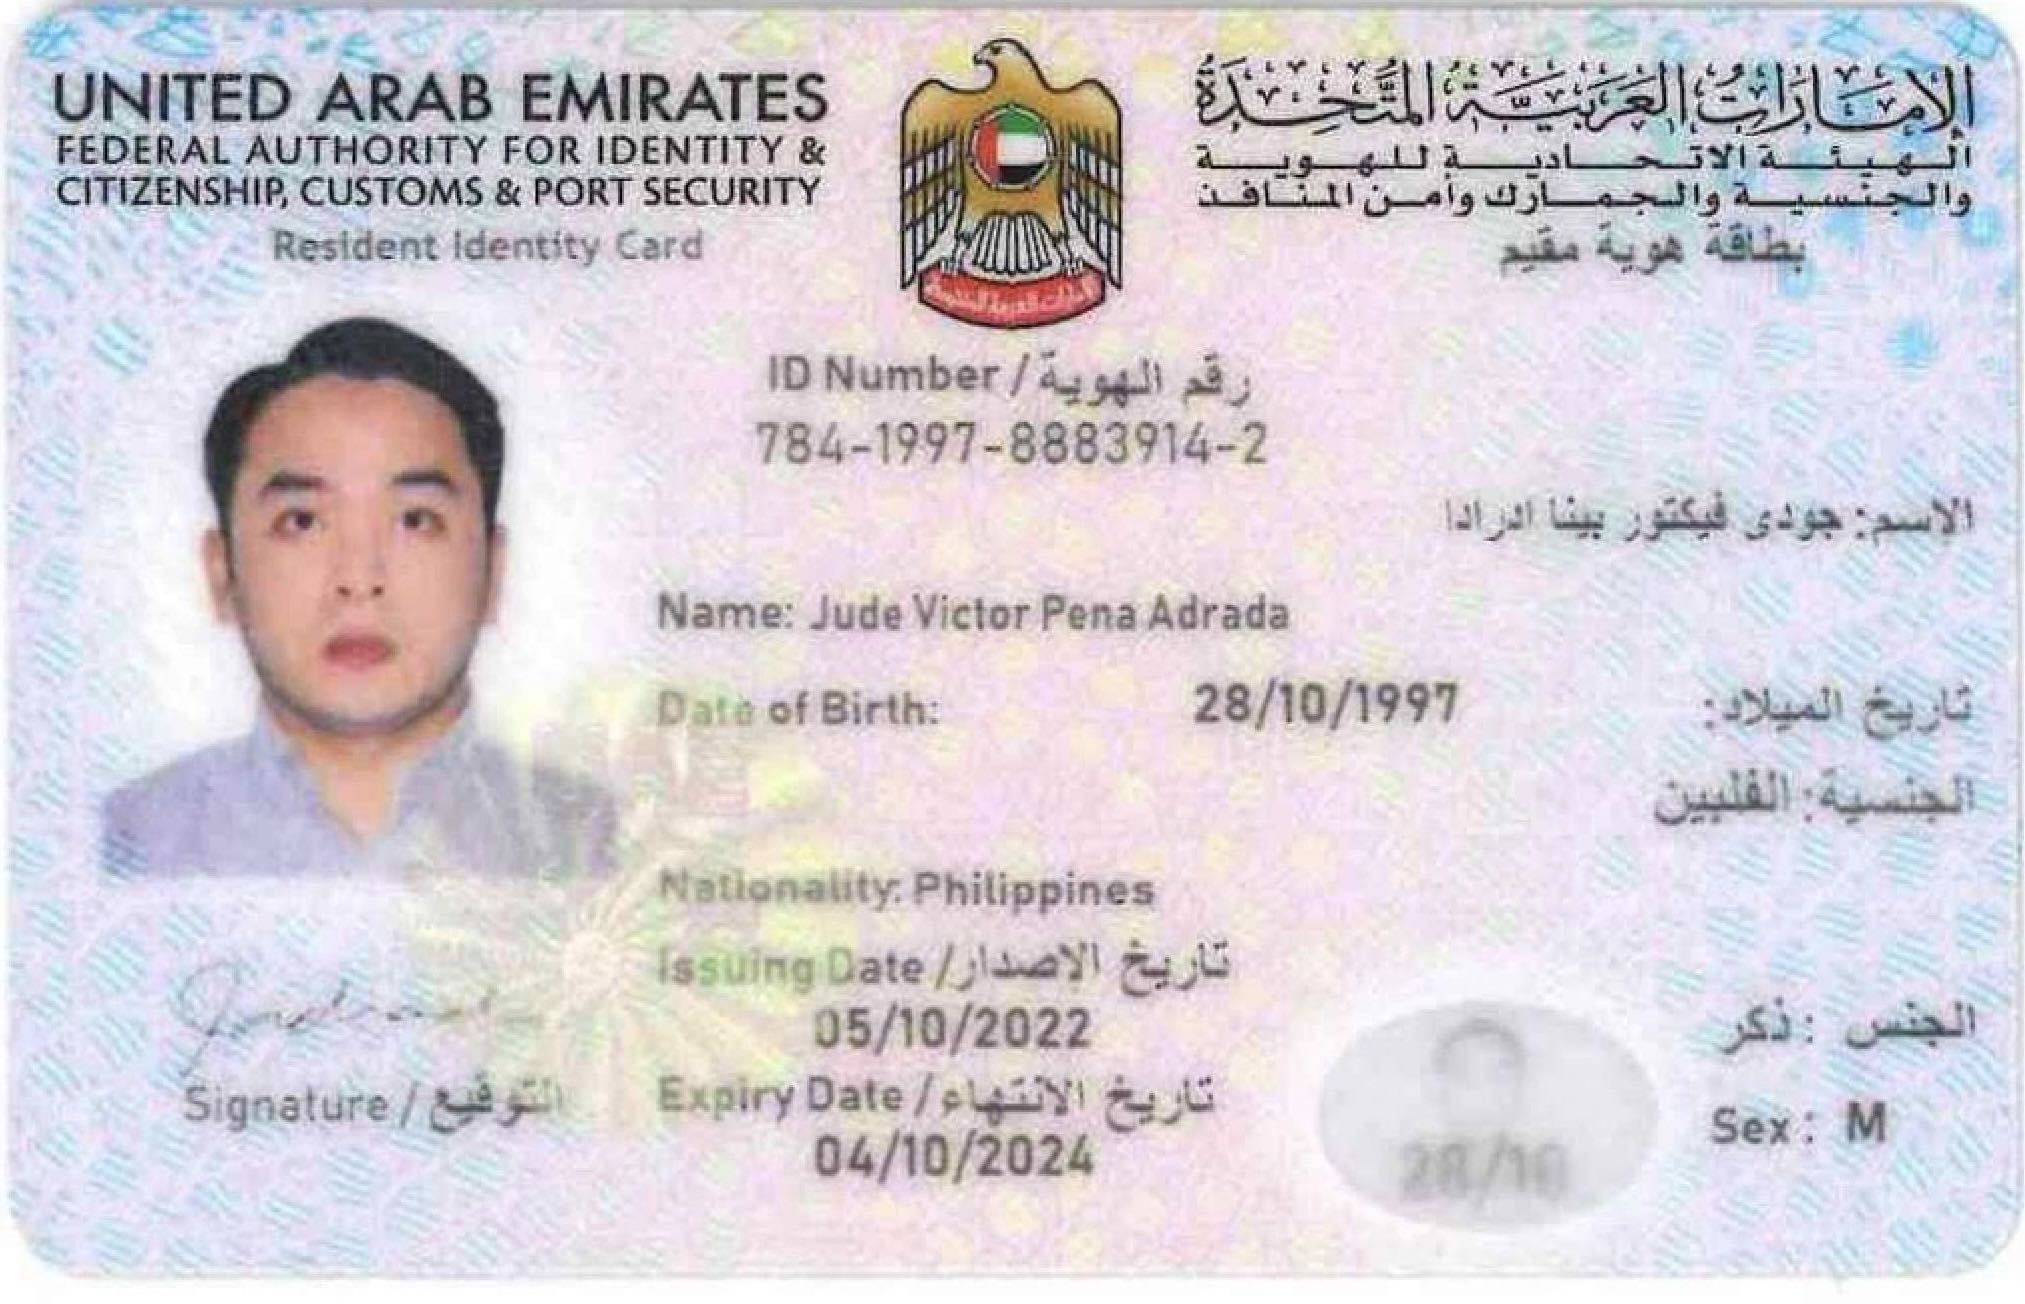 UNITED ARAB EMIRATES
FEDERAL AUTHORITY FOR IDENTITY &
CITIZENSHIP, CUSTOMS & PORT SECURITY
Resident Identity Card
الإمارات العربية المتحدة
الهيئة الاتحادية للهوية
والجنسية والجمارك وأمن المنافذ
بطاقة هوية مقيم
ID Number / رقم الهوية
784-1997-8883914-2
الاسم: جودى فيكتور بينا ادرادا
Name: Jude Victor Pena Adrada
Date of Birth: 28/10/1997 تاريخ الميلاد:
الجنسية: الفلبين
Nationality: Philippines
Issuing Date / تاريخ الاصدار
05/10/2022
Expiry Date / تاريخ الانتهاء
04/10/2024
Signature / التوقيع
الجنس : ذكر
Sex : M
28/10